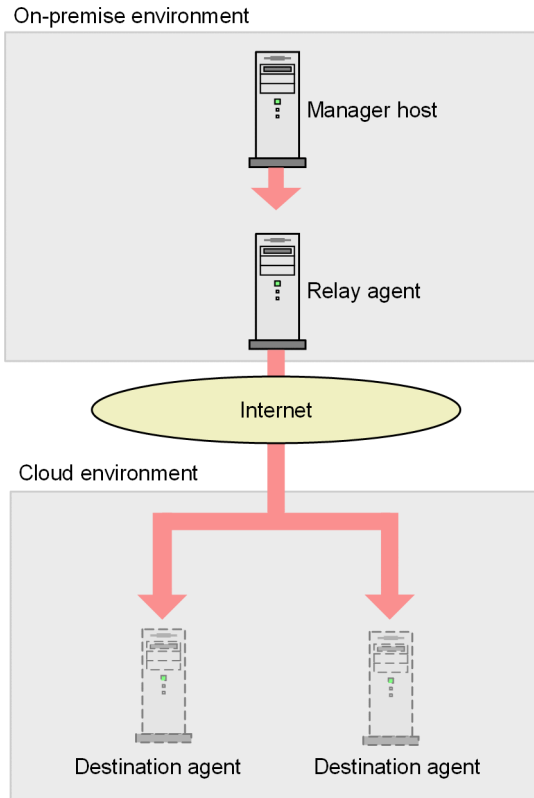 On-premise environment
Manager host
Relay agent
Internet
Cloud environment
Destination agent
Destination agent